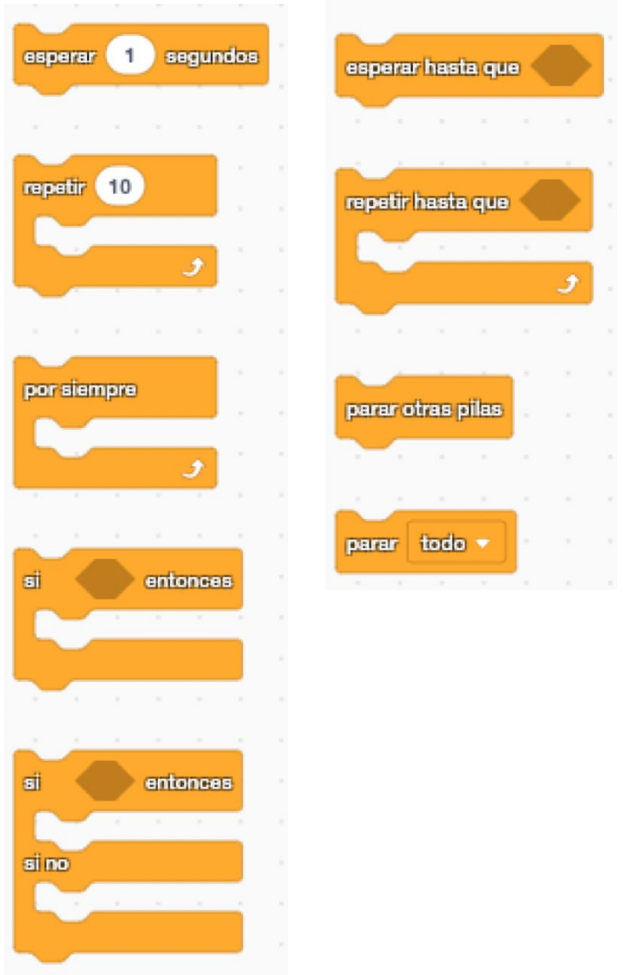 esperar 1 segundos
repetir 10
por siempre
si entonces
si entonces
si no
esperar hasta que
repetir hasta que
parar otras pilas
parar todo